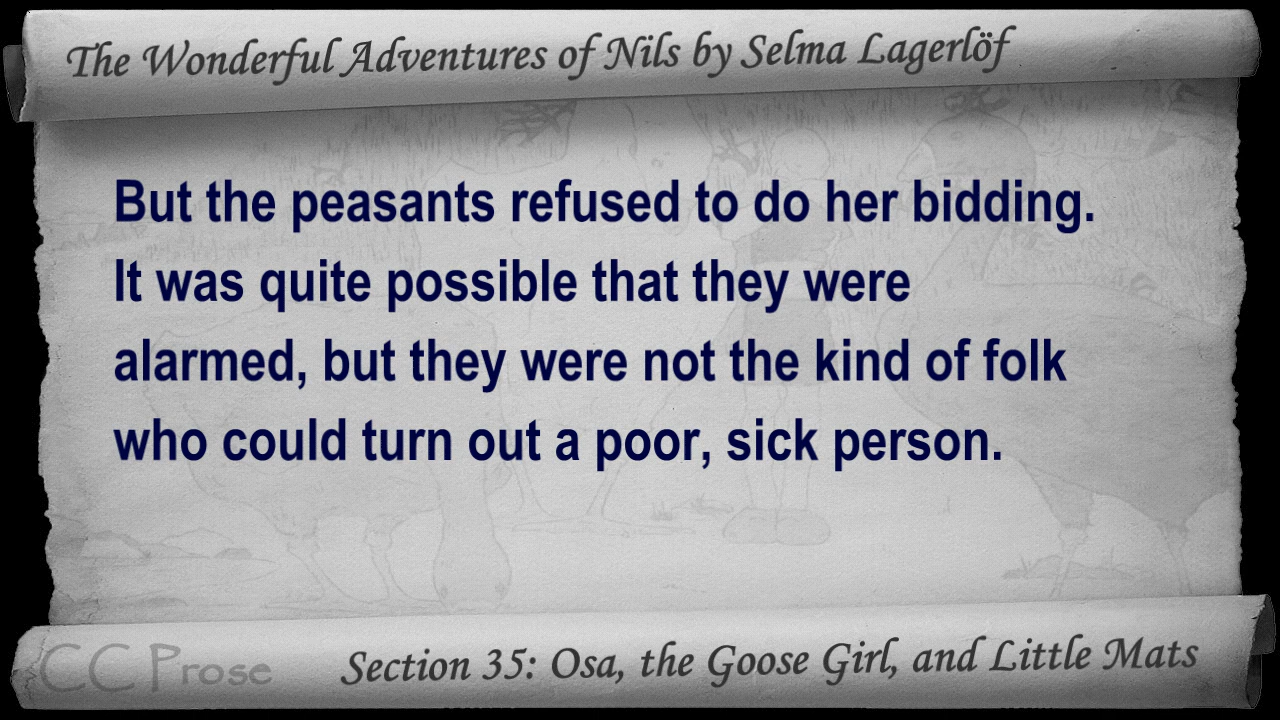 The Wonderful Adventures of Nils by Selma Lagerlöf
But the peasants refused to do her bidding.
It was quite possible that they were
alarmed, but they were not the kind of folk
who could turn out a poor, sick person.
CC Prose
Section 35: Osa, the Goose Girl, and Little Mats